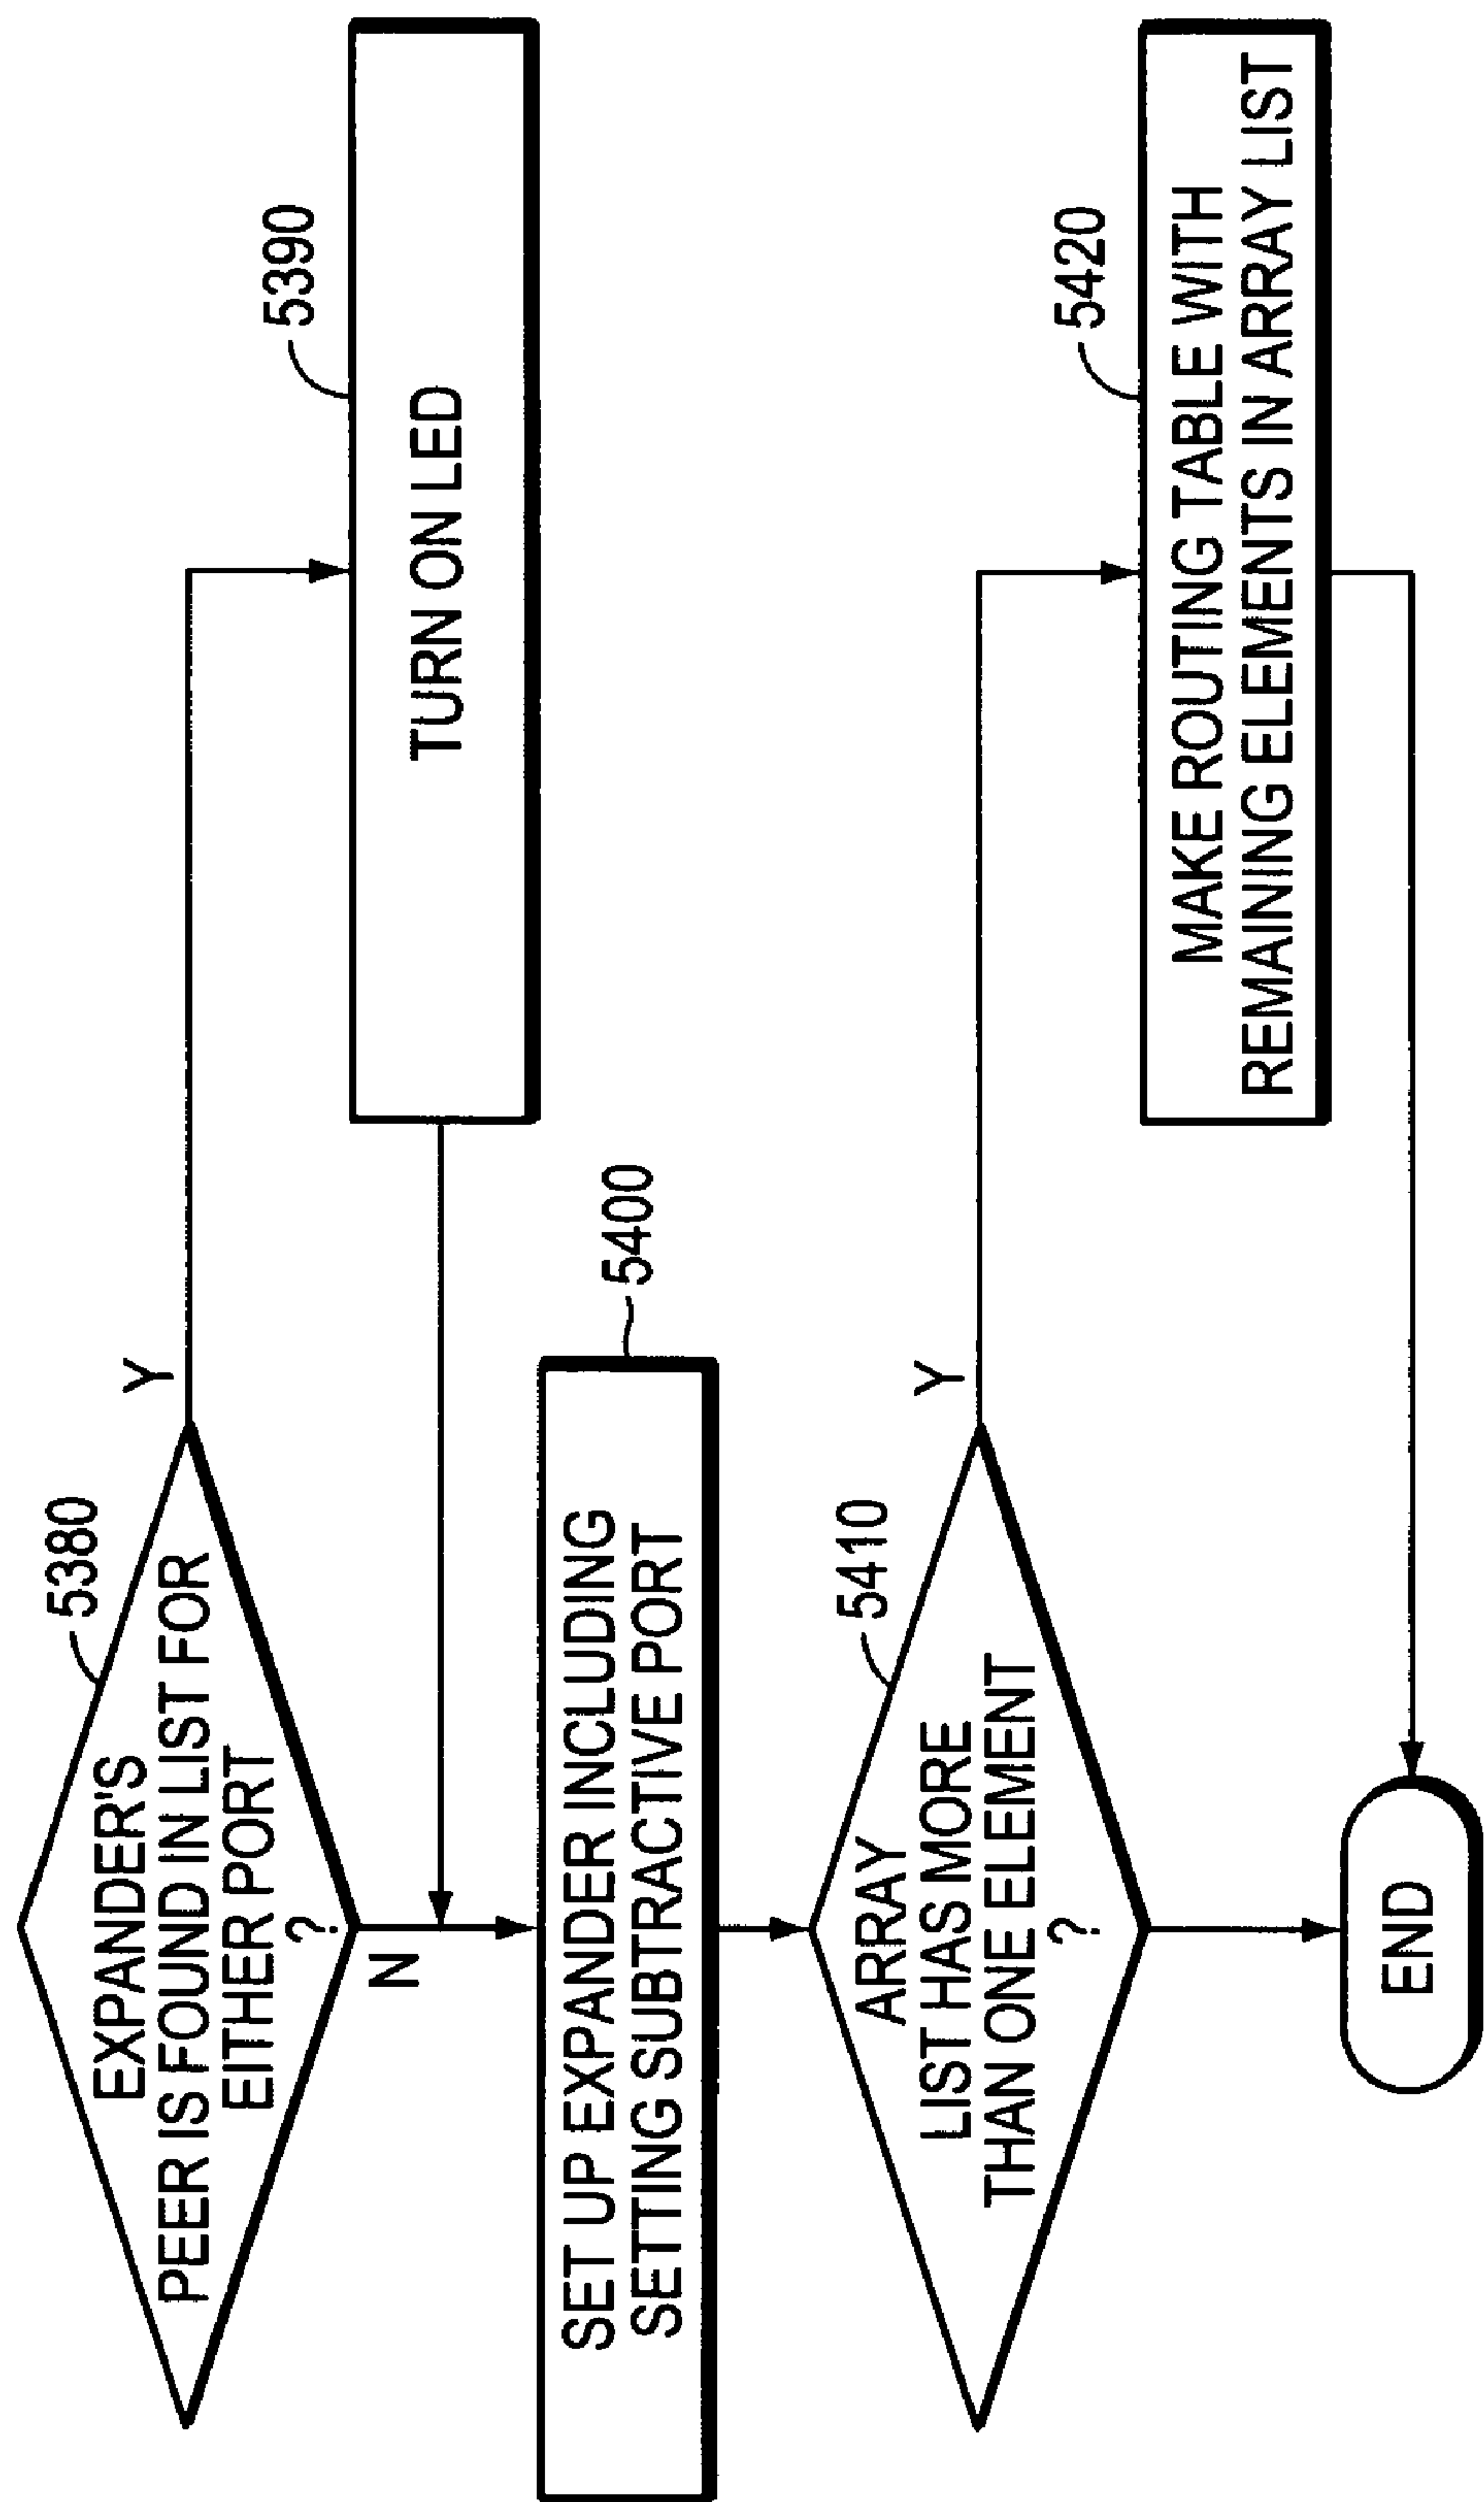 5380
EXPANDER'S
PEER IS FOUND IN LIST FOR
EITHER PORT
?
Y
N
5390
TURN ON LED
5400
SET UP EXPANDER INCLUDING
SETTING SUBTRACTIVE PORT
5410
ARRAY
LIST HAS MORE
THAN ONE ELEMENT
?
Y
5420
MAKE ROUTING TABLE WITH
REMAINING ELEMENTS IN ARRAY LIST
END